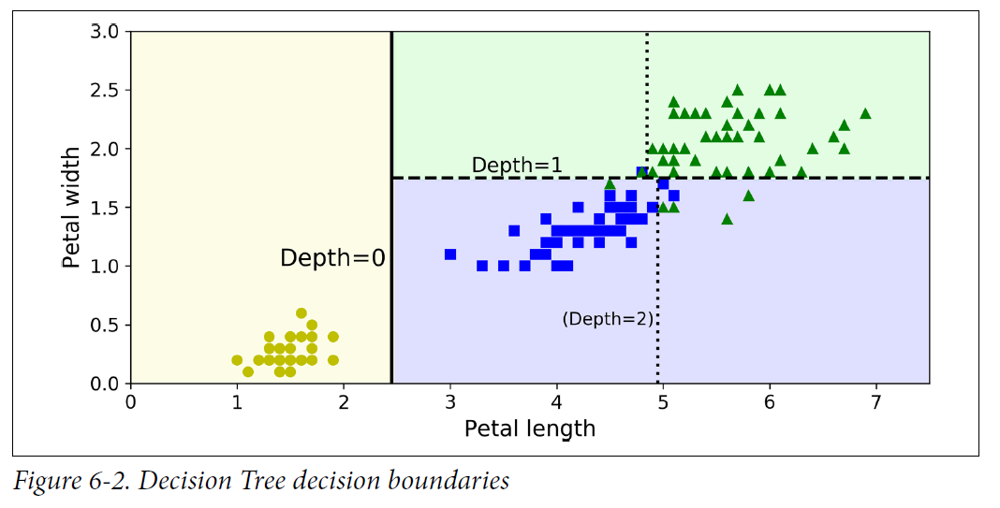 3.0
2.5
2.0
1.5
1.0
0.5
0.0
Petal width
Depth=1
Depth=0
(Depth=2)
0 1 2 3 4 5 6 7
Petal length
Figure 6-2. Decision Tree decision boundaries